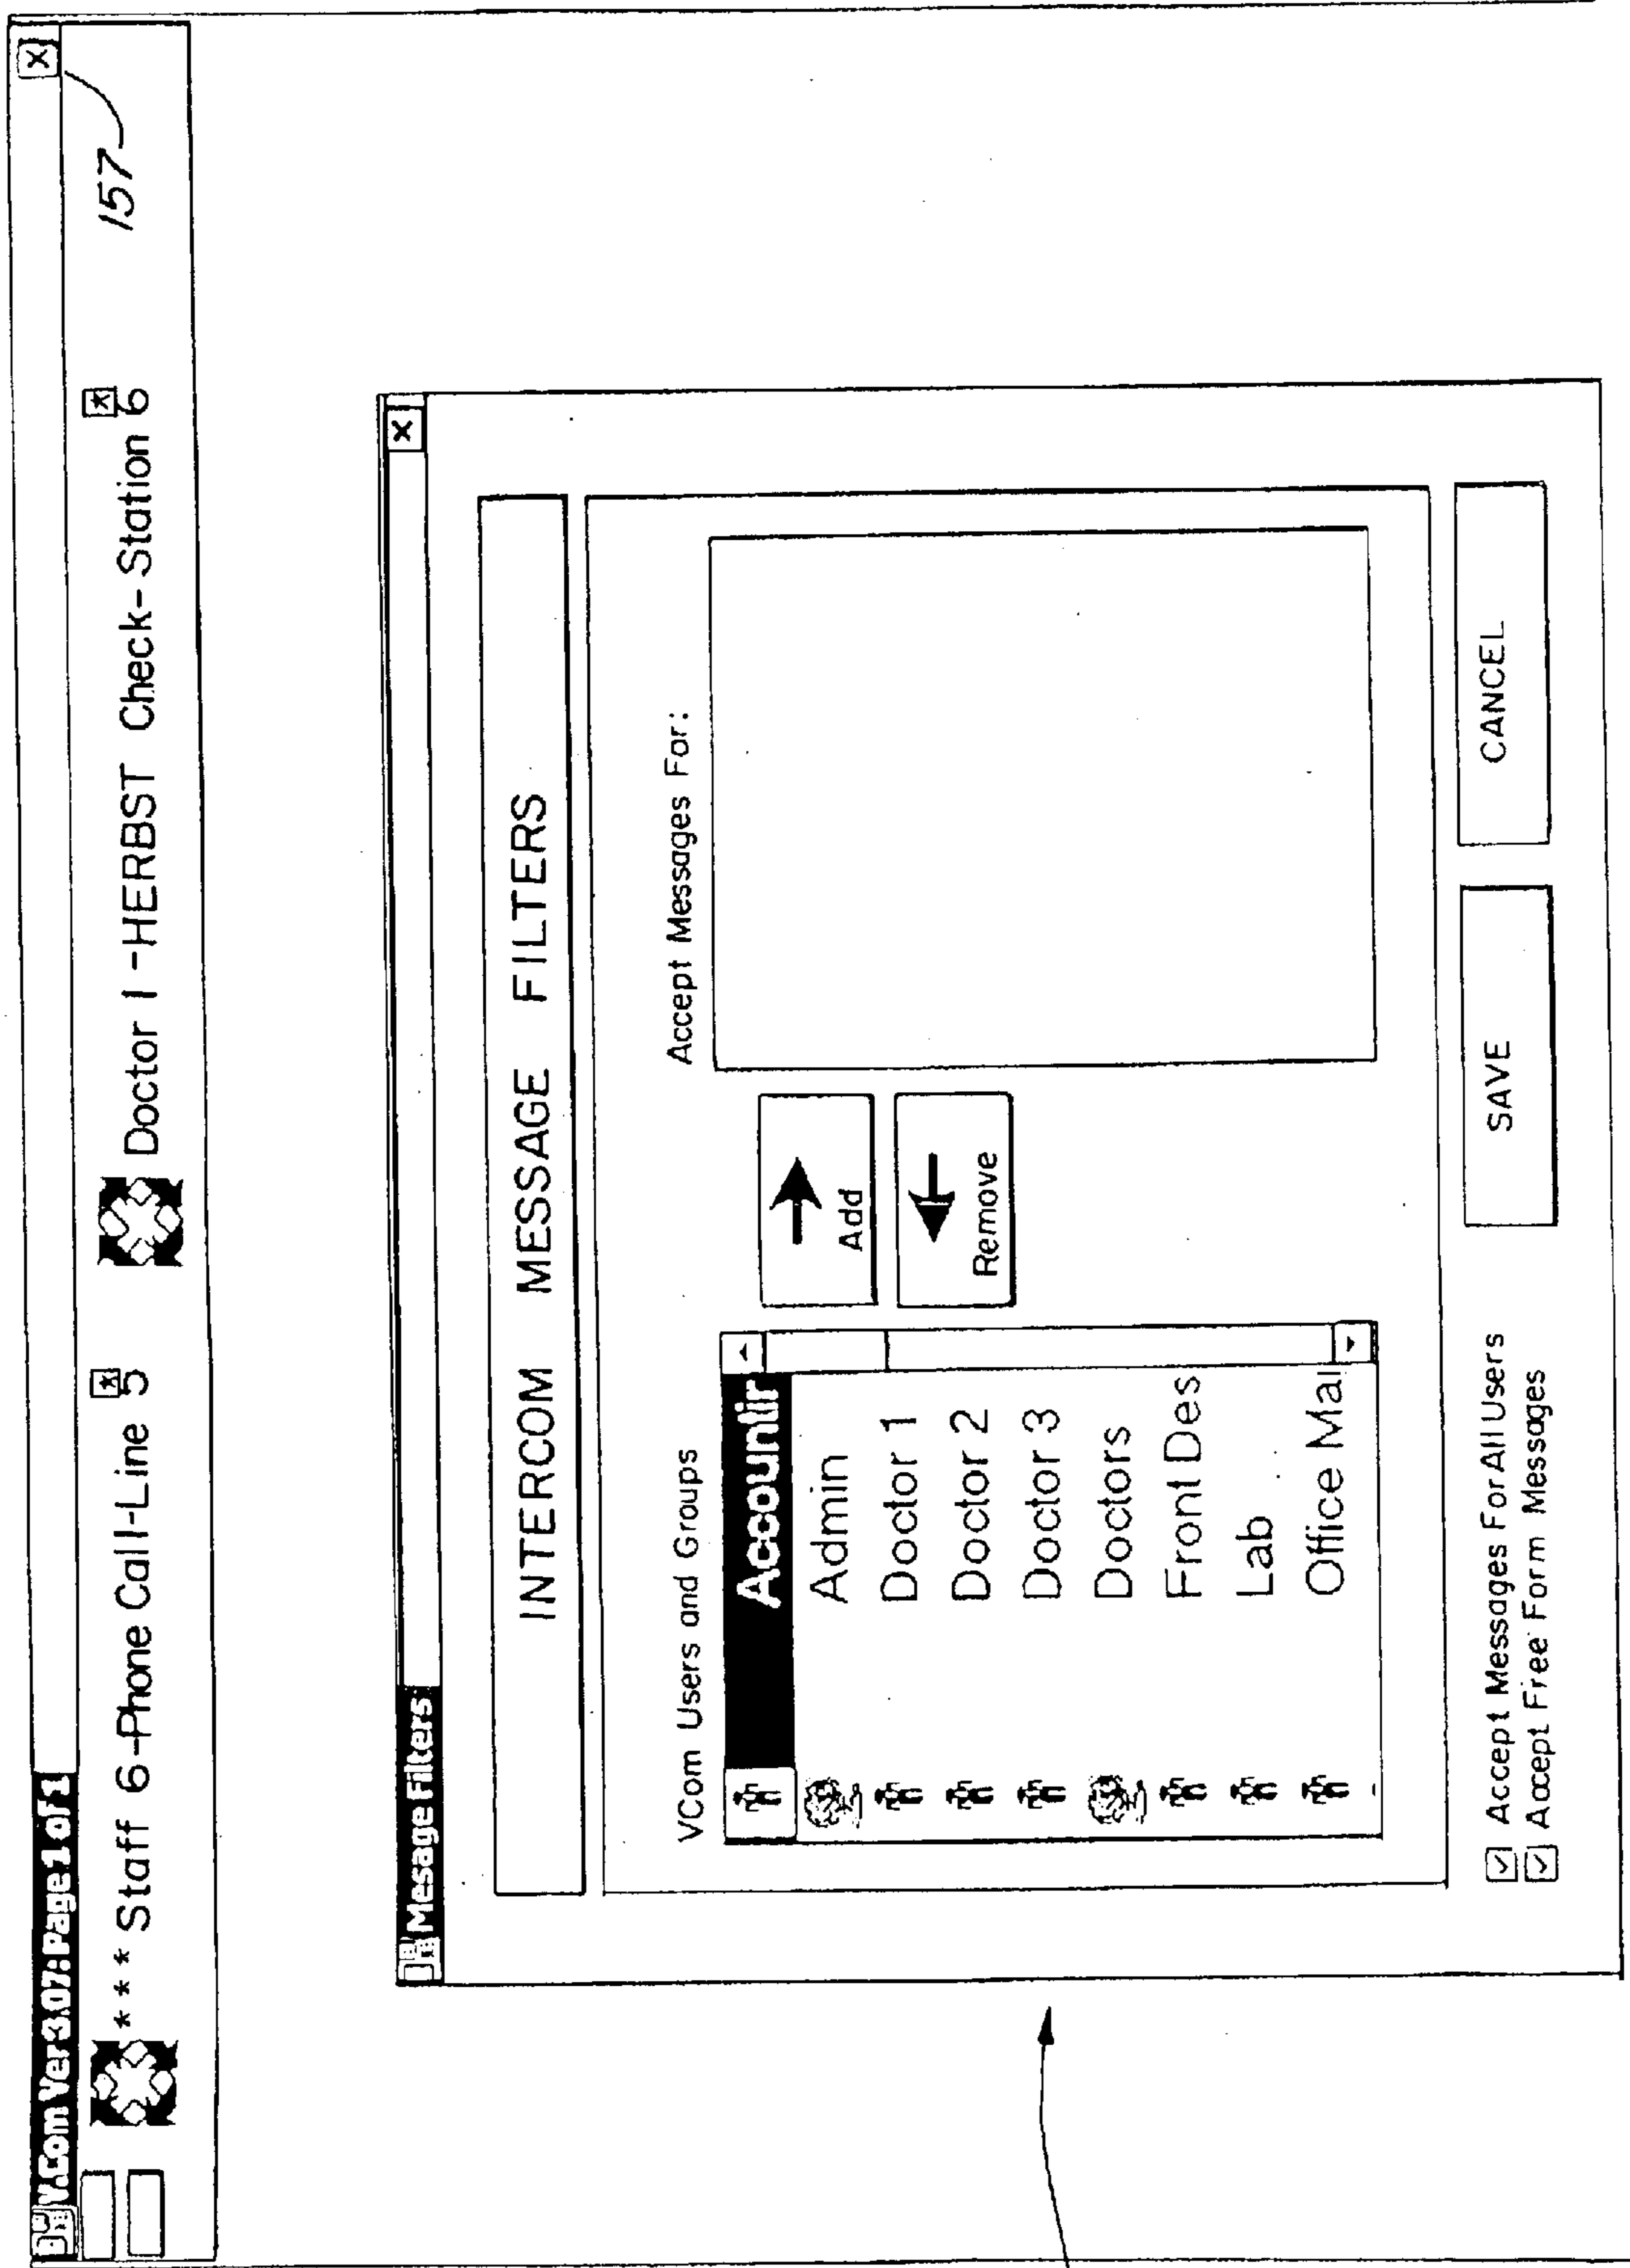 V.Com Ver 3.07: Page 1 of 1
X
*** Staff 6-Phone Call-Line 5
Doctor 1-HERBST Check-Station 6
157
Mesage Filters
X
INTERCOM MESSAGE FILTERS
VCom Users and Groups
Accept Messages For:
Accountin
Admin
Doctor 1
Doctor 2
Doctor 3
Doctors
Front Des
Lab
Office Mai
Add
Remove
Accept Messages For All Users
Accept Free Form Messages
SAVE
CANCEL